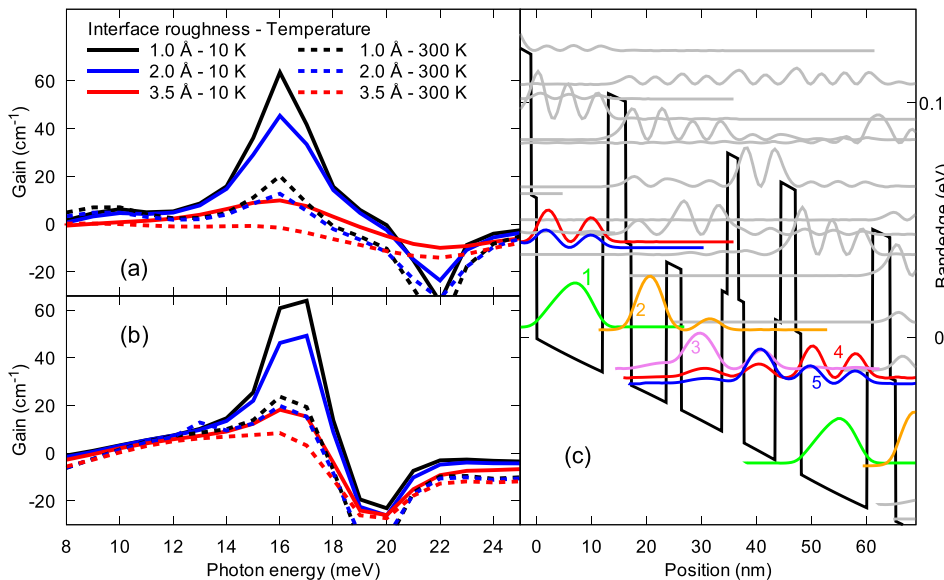 Interface roughness - Temperature
1.0 Å - 10 K 1.0 Å - 300 K
2.0 Å - 10 K 2.0 Å - 300 K
3.5 Å - 10 K 3.5 Å - 300 K
Gain (cm⁻¹)
60
40
20
0
-20
(a)
Gain (cm⁻¹)
60
40
20
0
-20
(b)
8 10 12 14 16 18 20 22 24
Photon energy (meV)
1
2
3
4
5
(c)
0.1
0
Bandedge (eV)
0 10 20 30 40 50 60
Position (nm)